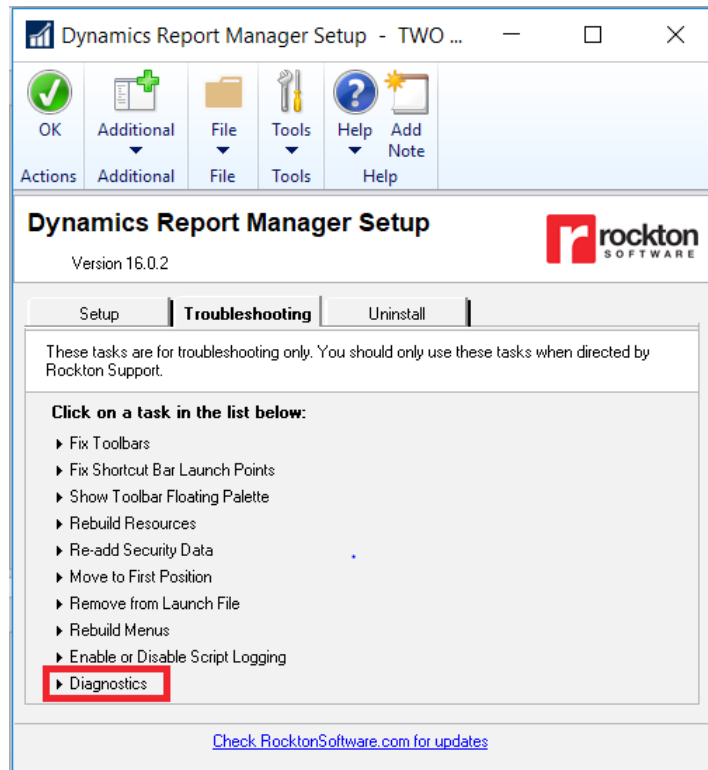 Dynamics Report Manager Setup - TWO ...
OK
Additional
File
Tools
Help
Add Note
Actions
Additional
File
Tools
Help
Dynamics Report Manager Setup
Version 16.0.2
rockton
SOFTWARE
Setup
Troubleshooting
Uninstall
These tasks are for troubleshooting only. You should only use these tasks when directed by
Rockton Support.
Click on a task in the list below:
Fix Toolbars
Fix Shortcut Bar Launch Points
Show Toolbar Floating Palette
Rebuild Resources
Re-add Security Data
Move to First Position
Remove from Launch File
Rebuild Menus
Enable or Disable Script Logging
Diagnostics
Check RocktonSoftware.com for updates